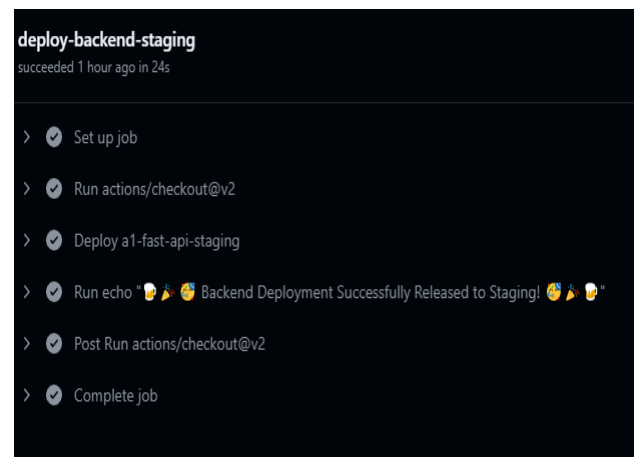 deploy-backend-staging
succeeded 1 hour ago in 24s
Set up job
Run actions/checkout@v2
Deploy a1-fast-api-staging
Run echo "🍺 🎉 🥳 Backend Deployment Successfully Released to Staging! 🥳 🎉 🍺"
Post Run actions/checkout@v2
Complete job